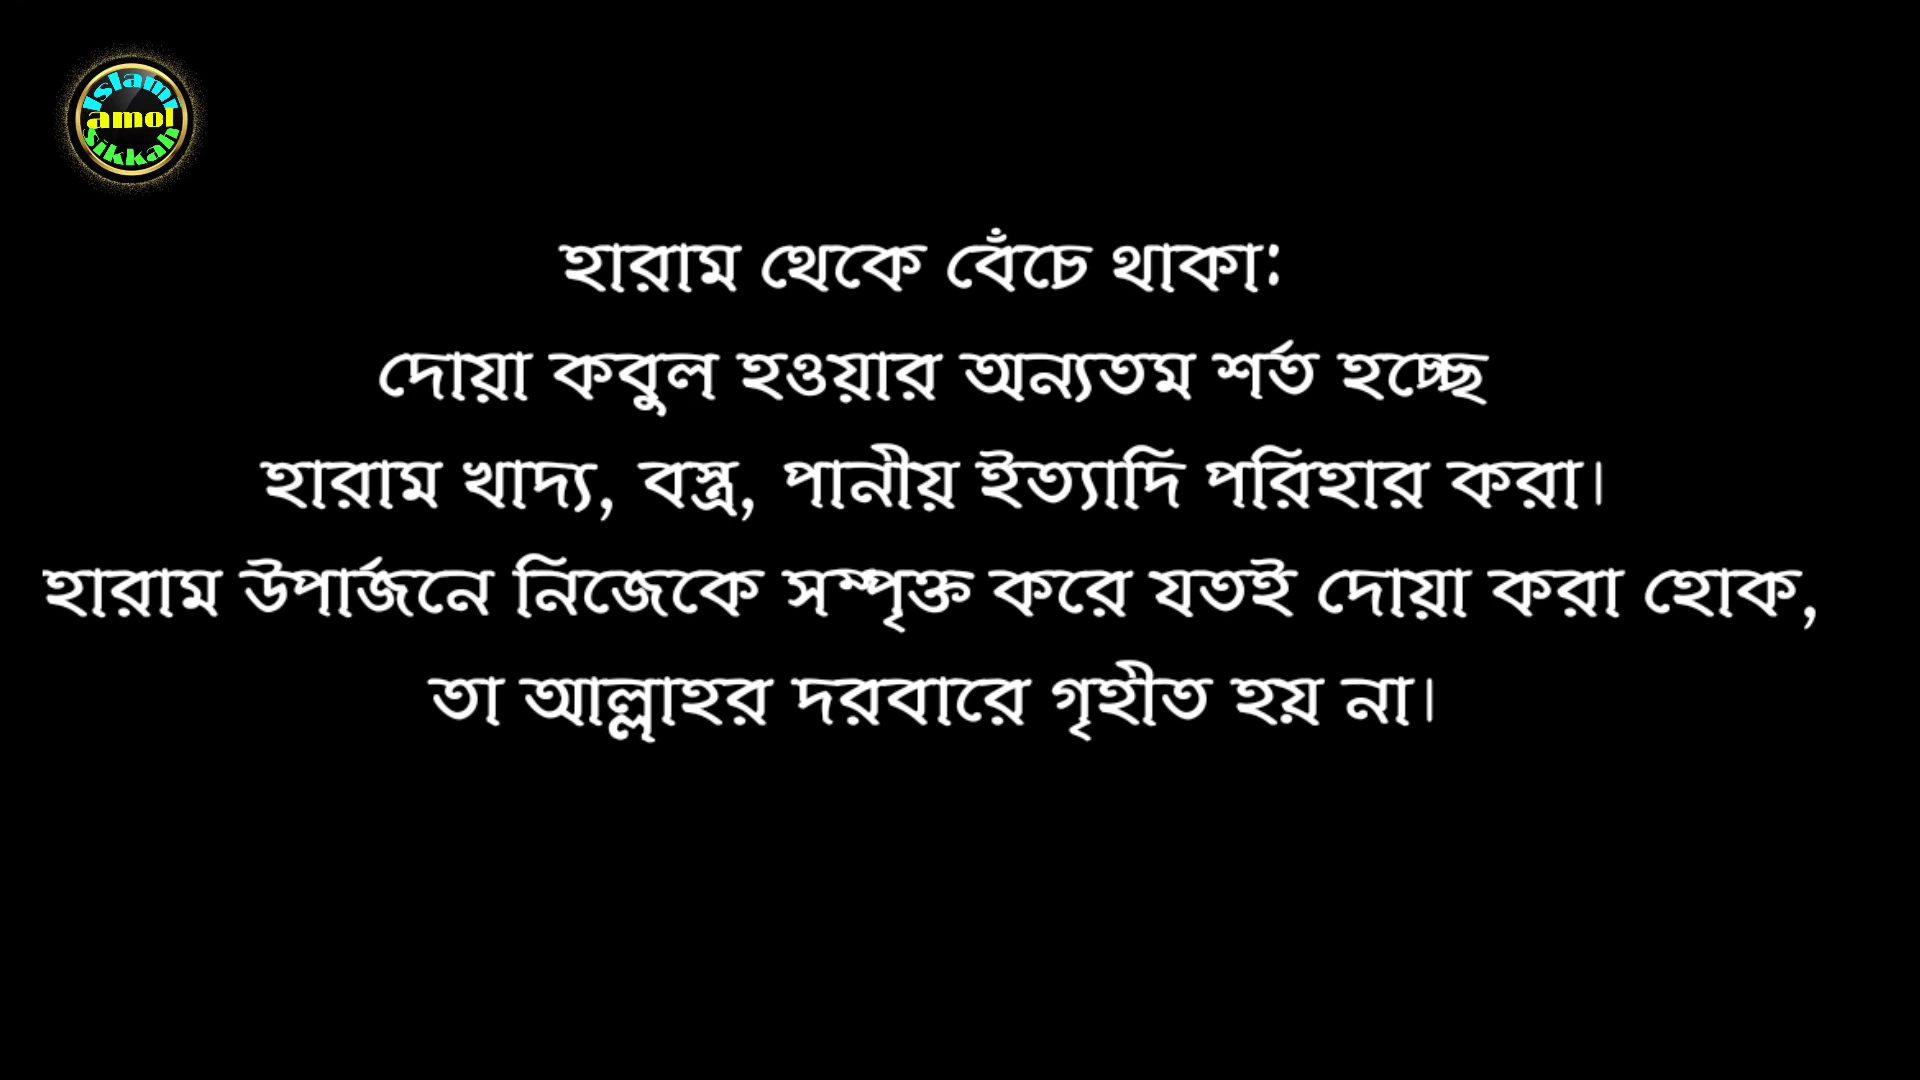 Islami
amol
sikkah
হারাম থেকে বেঁচে থাকা:
দোয়া কবুল হওয়ার অন্যতম শর্ত হচ্ছে
হারাম খাদ্য, বস্ত্র, পানীয় ইত্যাদি পরিহার করা।
হারাম উপার্জনে নিজেকে সম্পৃক্ত করে যতই দোয়া করা হোক,
তা আল্লাহর দরবারে গৃহীত হয় না।